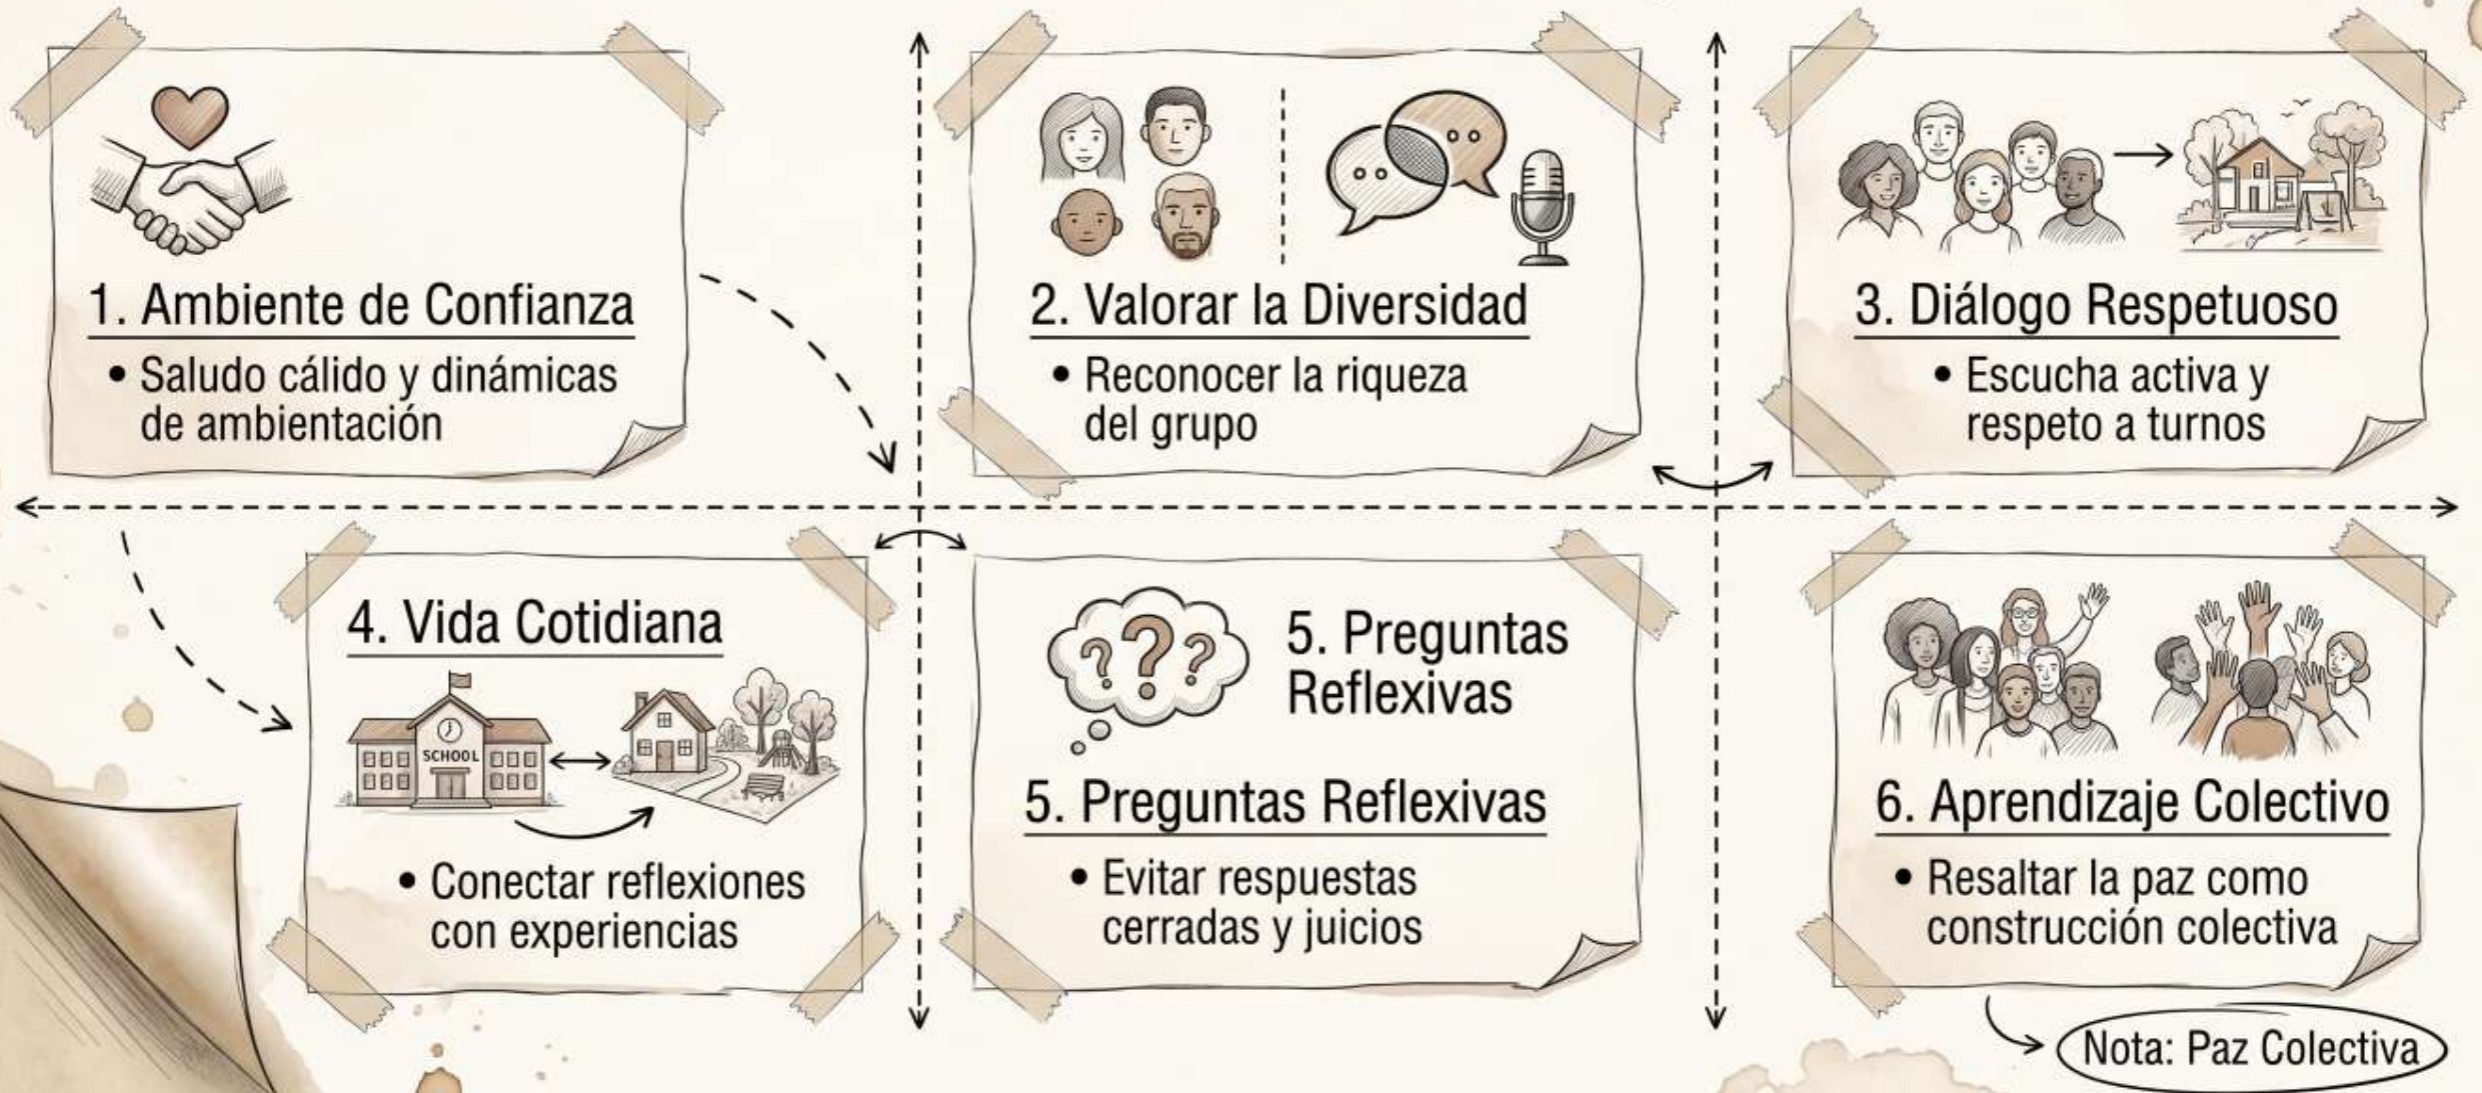 1. Ambiente de Confianza
• Saludo cálido y dinámicas
de ambientación
2. Valorar la Diversidad
• Reconocer la riqueza
del grupo
3. Diálogo Respetuoso
• Escucha activa y
respeto a turnos
4. Vida Cotidiana
SCHOOL
• Conectar reflexiones
con experiencias
? ? ?
5. Preguntas
Reflexivas
5. Preguntas Reflexivas
• Evitar respuestas
cerradas y juicios
6. Aprendizaje Colectivo
• Resaltar la paz como
construcción colectiva
Nota: Paz Colectiva